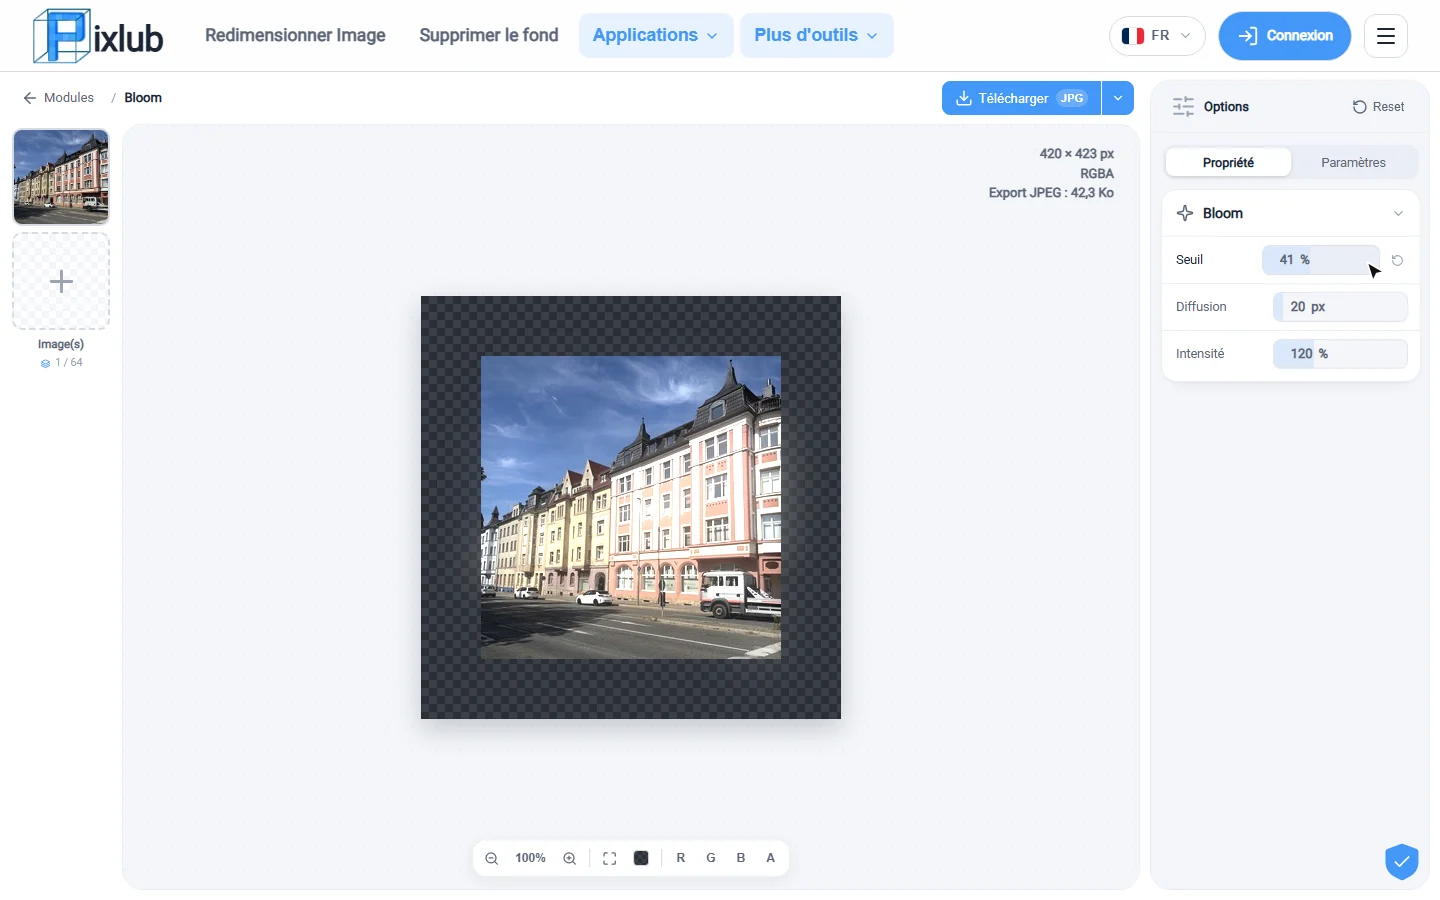 Pixlub
Redimensionner Image
Supprimer le fond
Applications
Plus d'outils
FR
Connexion
Modules / Bloom
Télécharger JPG
Options
Reset
420 × 423 px
RGBA
Export JPEG : 42,3 Ko
Propriété
Paramètres
Bloom
Seuil
41 %
Diffusion
20 px
Intensité
120 %
Image(s)
1 / 64
100%
R
G
B
A